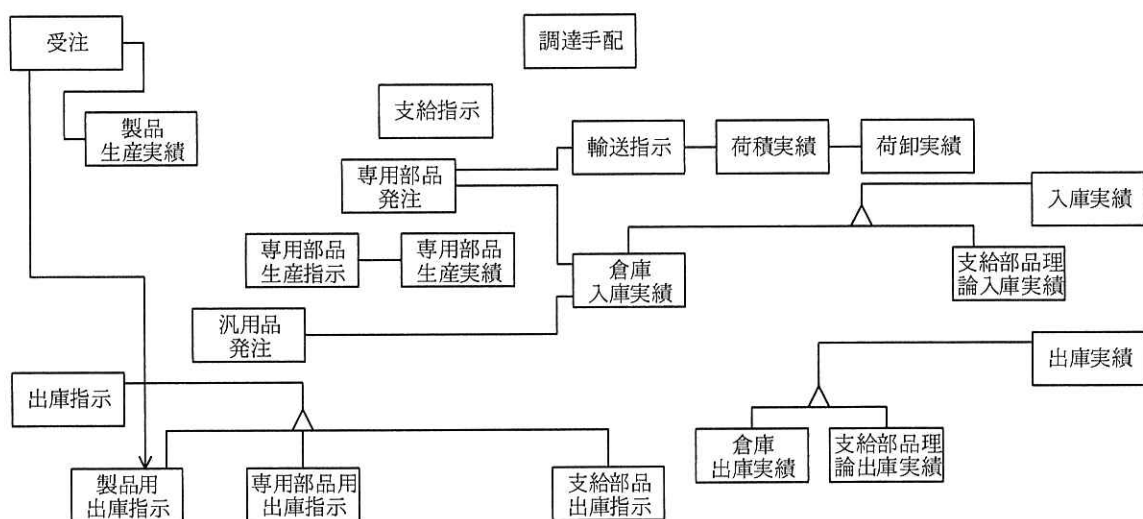 受注
調達手配
支給指示
製品
生産実績
輸送指示
荷積実績
荷卸実績
専用部品
発注
入庫実績
専用部品
生産指示
専用部品
生産実績
倉庫
入庫実績
支給部品理
論入庫実績
汎用品
発注
出庫実績
出庫指示
倉庫
出庫実績
支給部品理
論出庫実績
製品用
出庫指示
専用部品用
出庫指示
支給部品
出庫指示